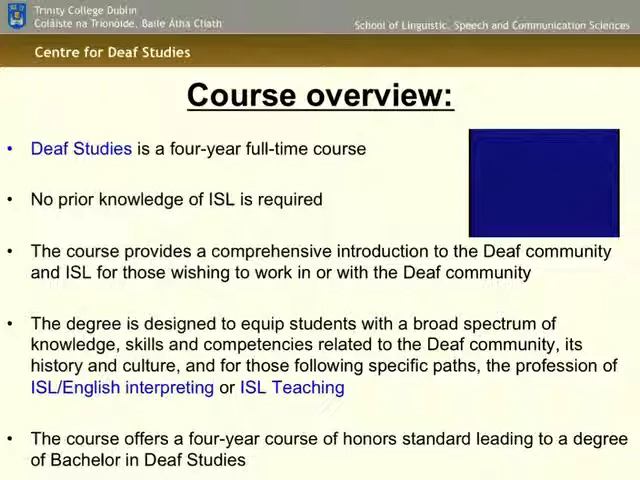 Trinity College Dublin
Coláiste na Tríonóide, Baile Átha Cliath
School of Linguistic, Speech and Communication Sciences
Centre for Deaf Studies
Course overview:
• Deaf Studies is a four-year full-time course
• No prior knowledge of ISL is required
• The course provides a comprehensive introduction to the Deaf community
and ISL for those wishing to work in or with the Deaf community
• The degree is designed to equip students with a broad spectrum of
knowledge, skills and competencies related to the Deaf community, its
history and culture, and for those following specific paths, the profession of
ISL/English interpreting or ISL Teaching
• The course offers a four-year course of honors standard leading to a degree
of Bachelor in Deaf Studies